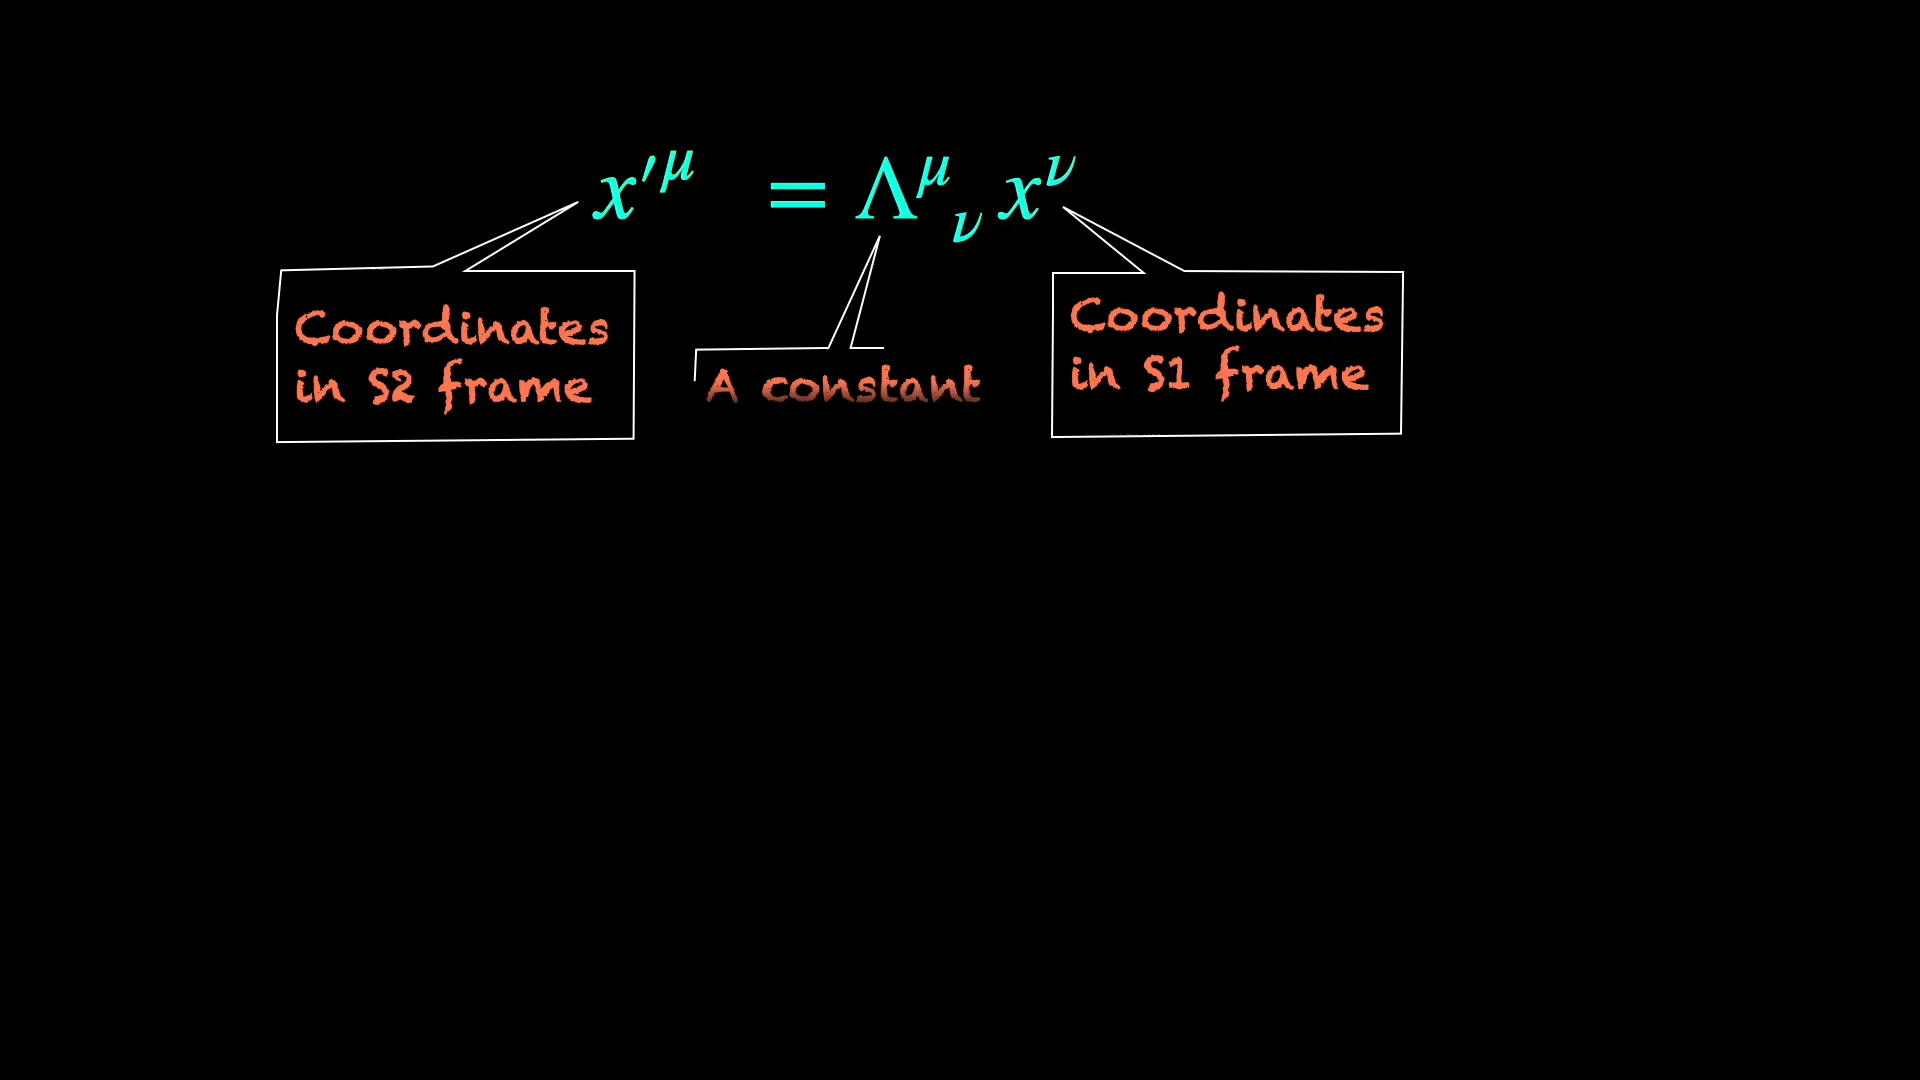 x′^μ = Λ^μ_ν x^ν
Coordinates
in S2 frame
A constant
Coordinates
in S1 frame